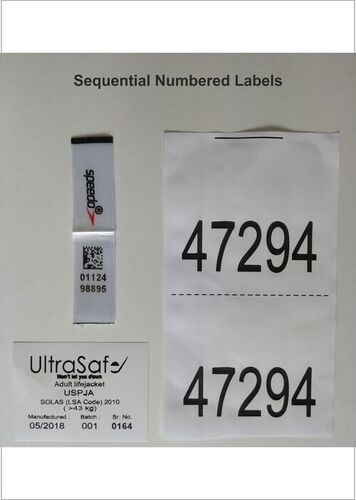 Sequential Numbered Labels
speedo®
01124
98895
47294
47294
UltraSafe
Won't let you down
Adult lifejacket
USPJA
SOLAS (LSA Code) 2010
( >43 kg )
Manufactured : Batch : Sr. No.
05/2018 001 0164